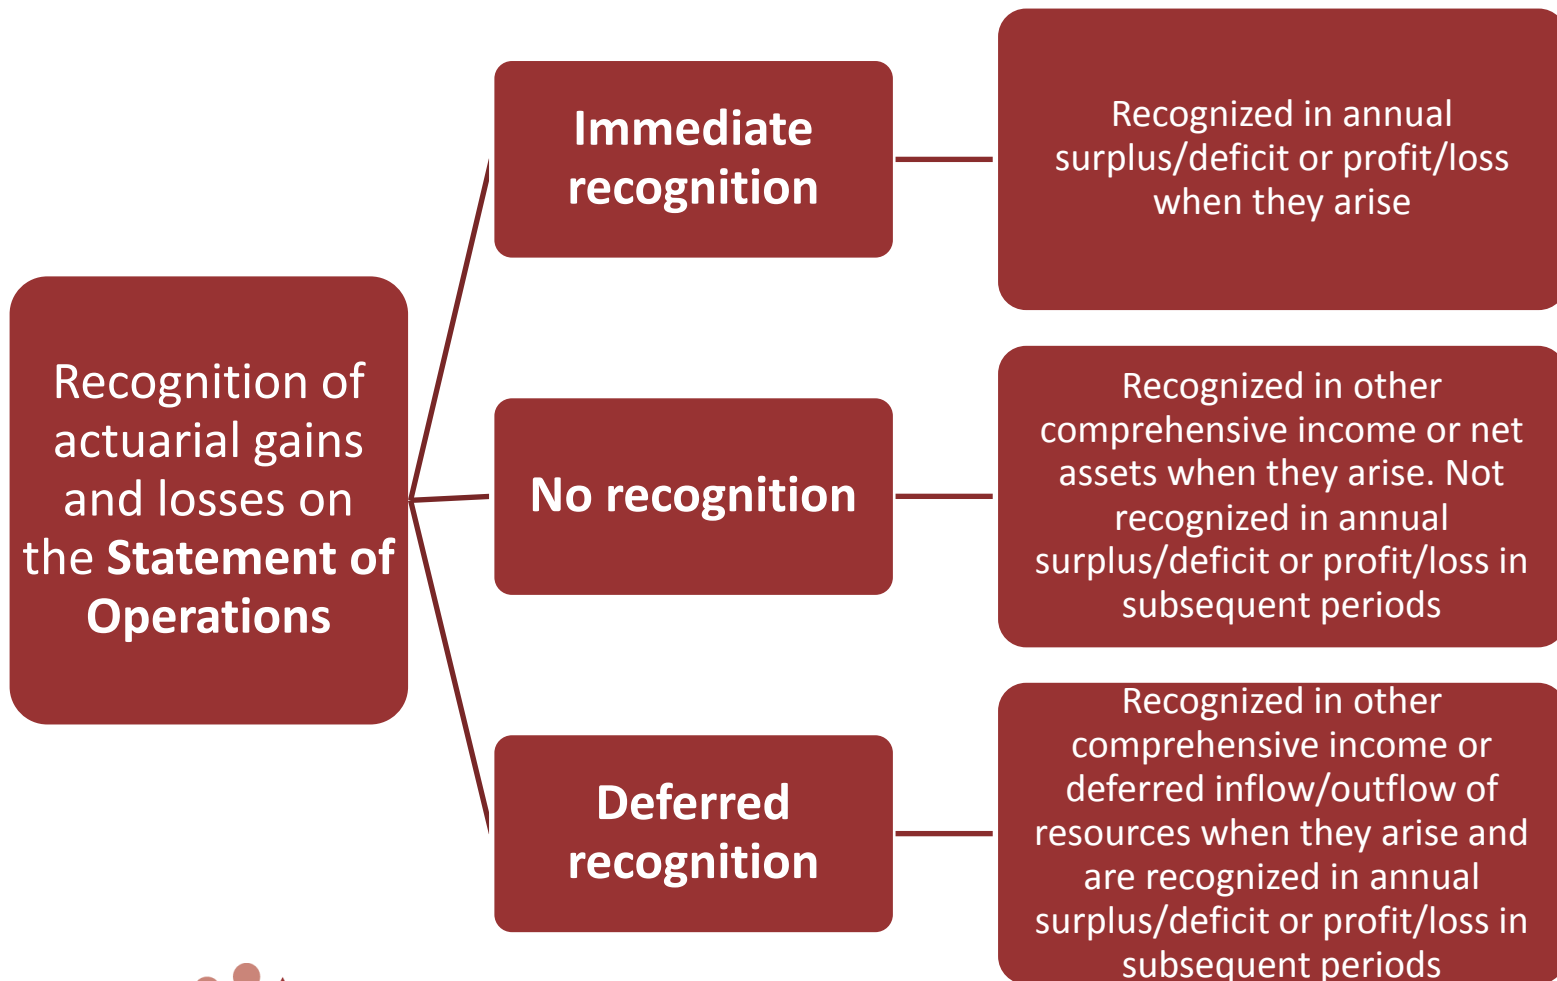 Recognition of
actuarial gains
and losses on
the Statement of
Operations
Immediate
recognition
Recognized in annual
surplus/deficit or profit/loss
when they arise
No recognition
Recognized in other
comprehensive income or net
assets when they arise. Not
recognized in annual
surplus/deficit or profit/loss in
subsequent periods
Deferred
recognition
Recognized in other
comprehensive income or
deferred inflow/outflow of
resources when they arise and
are recognized in annual
surplus/deficit or profit/loss in
subsequent periods